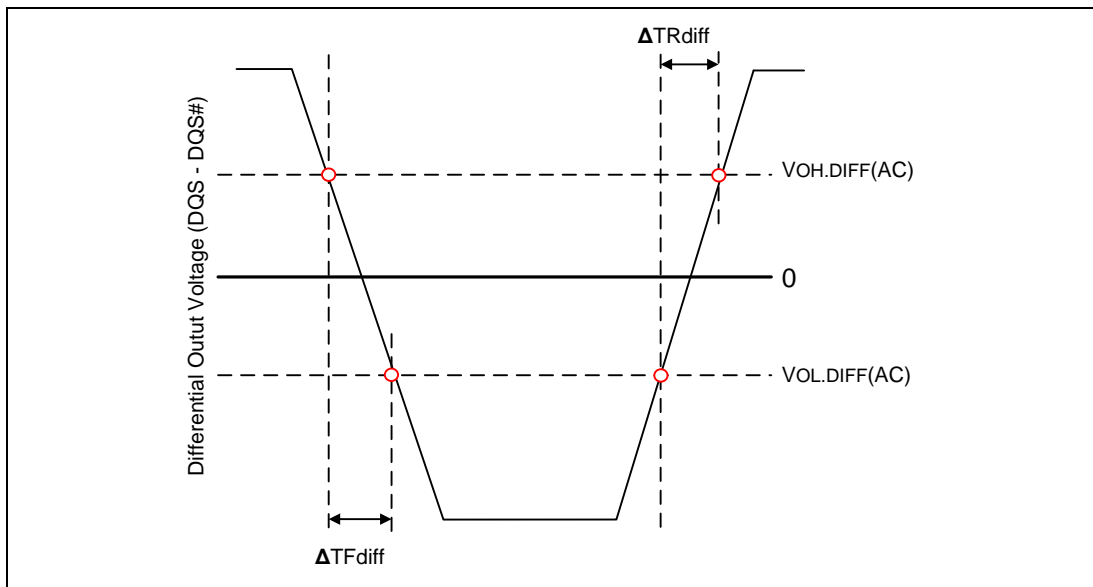 ΔTRdiff
Differential Outut Voltage (DQS - DQS#)
VOH.DIFF(AC)
0
VOL.DIFF(AC)
ΔTFdiff